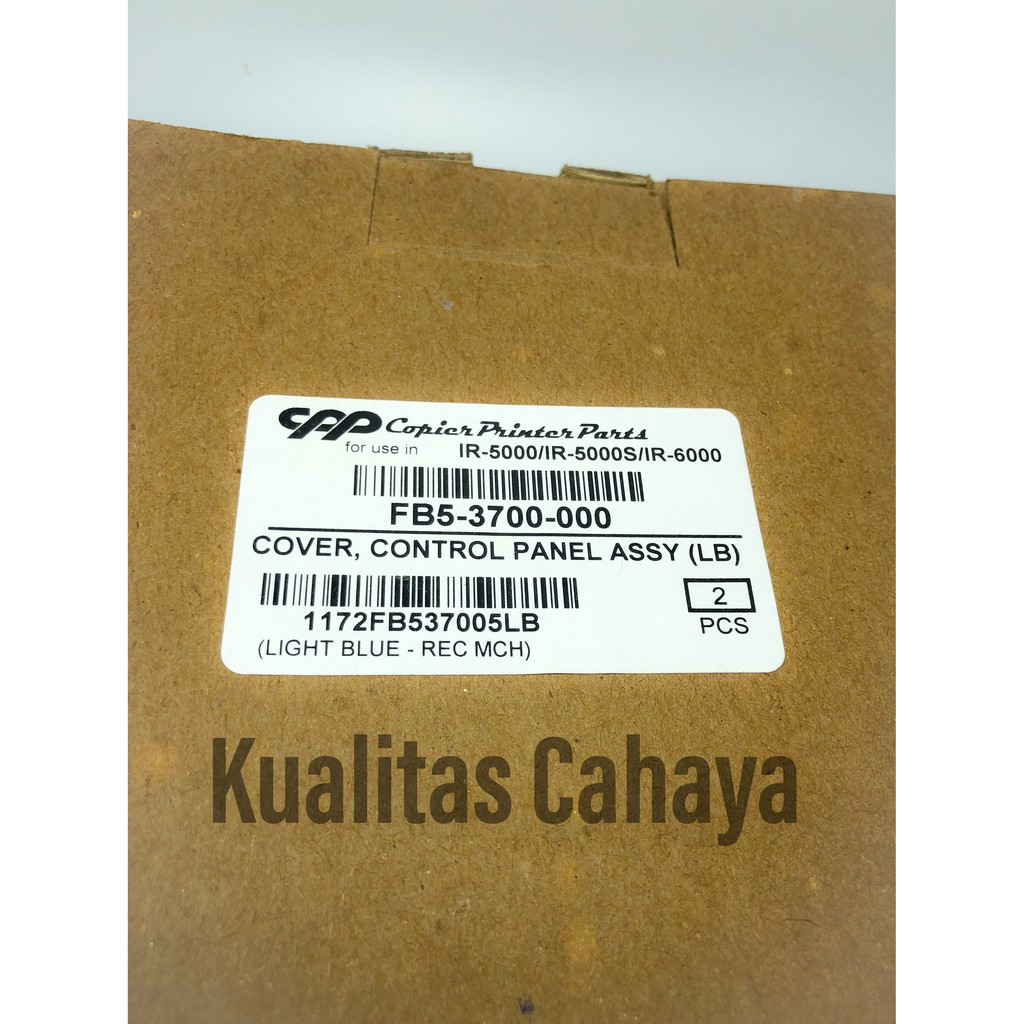 CPP Copier Printer Parts
for use in IR-5000/IR-5000S/IR-6000
FB5-3700-000
COVER, CONTROL PANEL ASSY (LB)
1172FB537005LB
2
PCS
(LIGHT BLUE - REC MCH)
Kualitas Cahaya